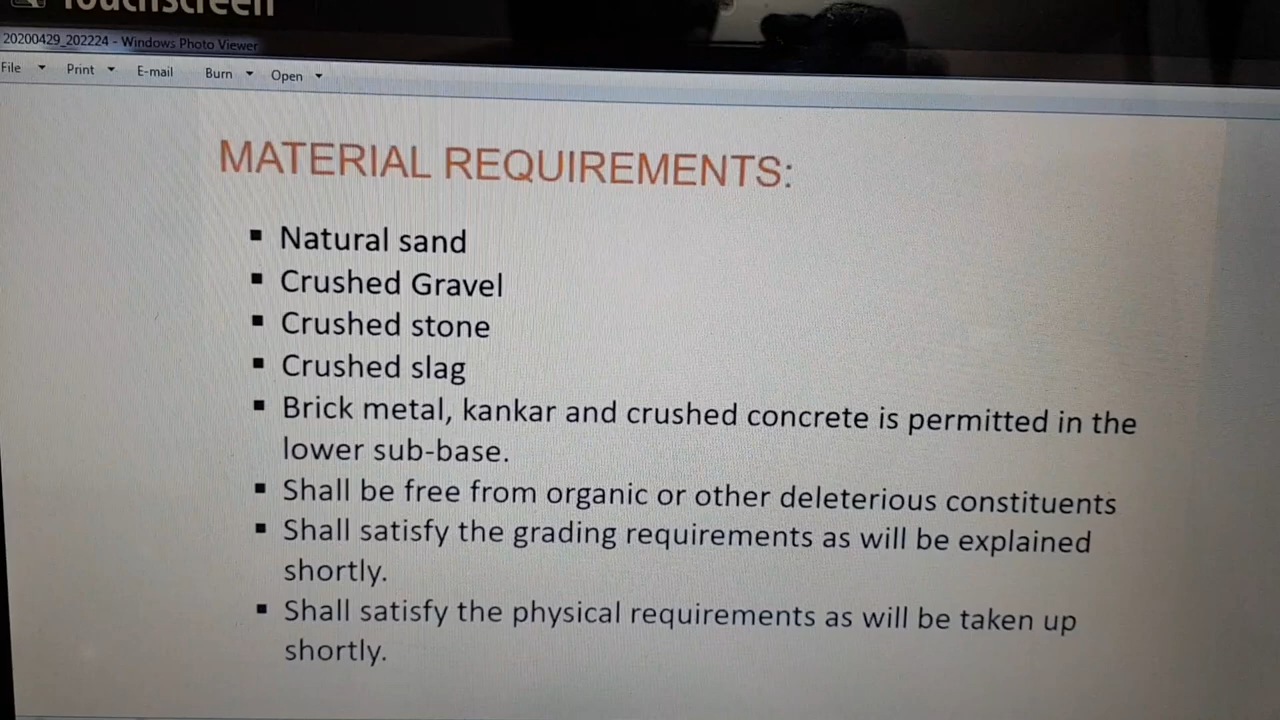 Touchscreen
20200429_202224 - Windows Photo Viewer
File Print E-mail Burn Open
MATERIAL REQUIREMENTS:
▪ Natural sand
▪ Crushed Gravel
▪ Crushed stone
▪ Crushed slag
▪ Brick metal, kankar and crushed concrete is permitted in the
lower sub-base.
▪ Shall be free from organic or other deleterious constituents
▪ Shall satisfy the grading requirements as will be explained
shortly.
▪ Shall satisfy the physical requirements as will be taken up
shortly.